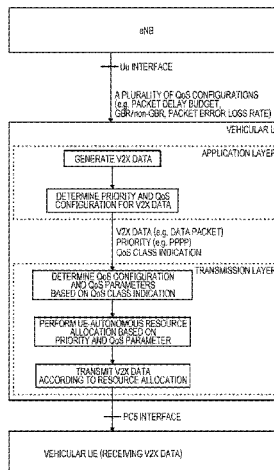 eNB
Uu INTERFACE
A PLURALITY OF QoS CONFIGURATIONS
(e.g. PACKET DELAY BUDGET,
GBR/non-GBR, PACKET ERROR LOSS RATE)
VEHICULAR UE
APPLICATION LAYER
GENERATE V2X DATA
DETERMINE PRIORITY AND QoS
CONFIGURATION FOR V2X DATA
V2X DATA (e.g. DATA PACKET)
PRIORITY (e.g. PPPP)
QoS CLASS INDICATION
TRANSMISSION LAYER
DETERMINE QoS CONFIGURATION
AND QoS PARAMETERS
BASED ON QoS CLASS INDICATION
PERFORM UE-AUTONOMOUS RESOURCE
ALLOCATION BASED ON
PRIORITY AND QoS PARAMETER
TRANSMIT V2X DATA
ACCORDING TO RESOURCE ALLOCATION
PC5 INTERFACE
VEHICULAR UE (RECEIVING V2X DATA)